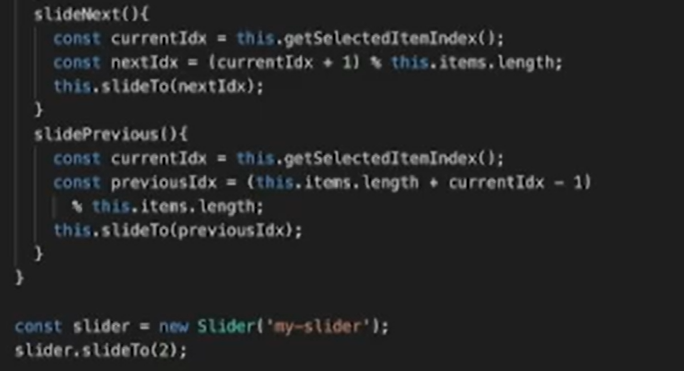 slideNext(){
const currentIdx = this.getSelectedItemIndex();
const nextIdx = (currentIdx + 1) % this.items.length;
this.slideTo(nextIdx);
}
slidePrevious(){
const currentIdx = this.getSelectedItemIndex();
const previousIdx = (this.items.length + currentIdx - 1)
% this.items.length;
this.slideTo(previousIdx);
}
}
const slider = new Slider('my-slider');
slider.slideTo(2);